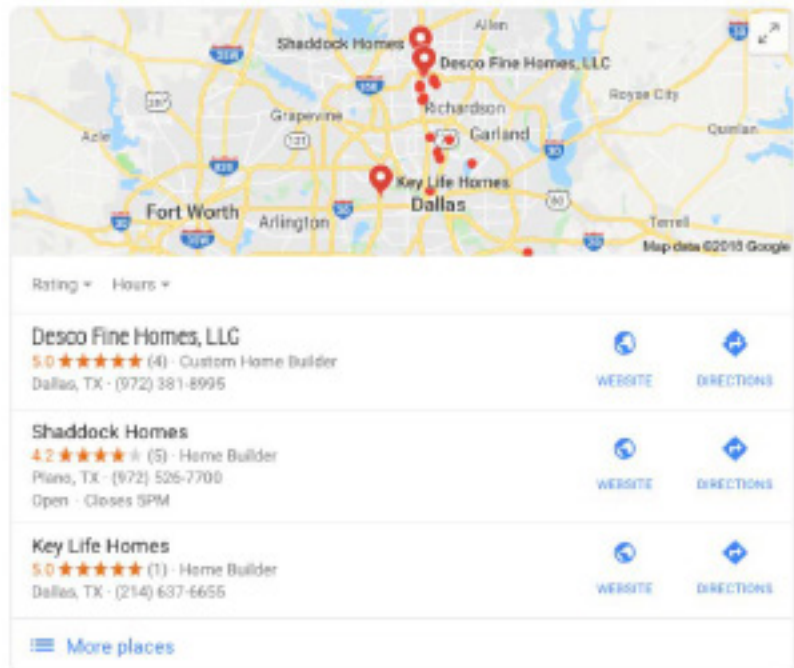 Allen
Shaddock Homes
Desco Fine Homes, LLC
Royse City
Richardson
Grapevine
Garland
Quinlan
Azle
121
Key Life Homes
Fort Worth
Dallas
Arlington
Terrell
Map data ©2018 Google
Rating Hours
Desco Fine Homes, LLC
5.0 ★★★★★ (4) · Custom Home Builder
Dallas, TX · (972) 381-8995
WEBSITE
DIRECTIONS
Shaddock Homes
4.2 ★★★★★ (5) · Home Builder
Plano, TX · (972) 526-7700
Open · Closes 5PM
WEBSITE
DIRECTIONS
Key Life Homes
5.0 ★★★★★ (1) · Home Builder
Dallas, TX · (214) 637-6655
WEBSITE
DIRECTIONS
More places